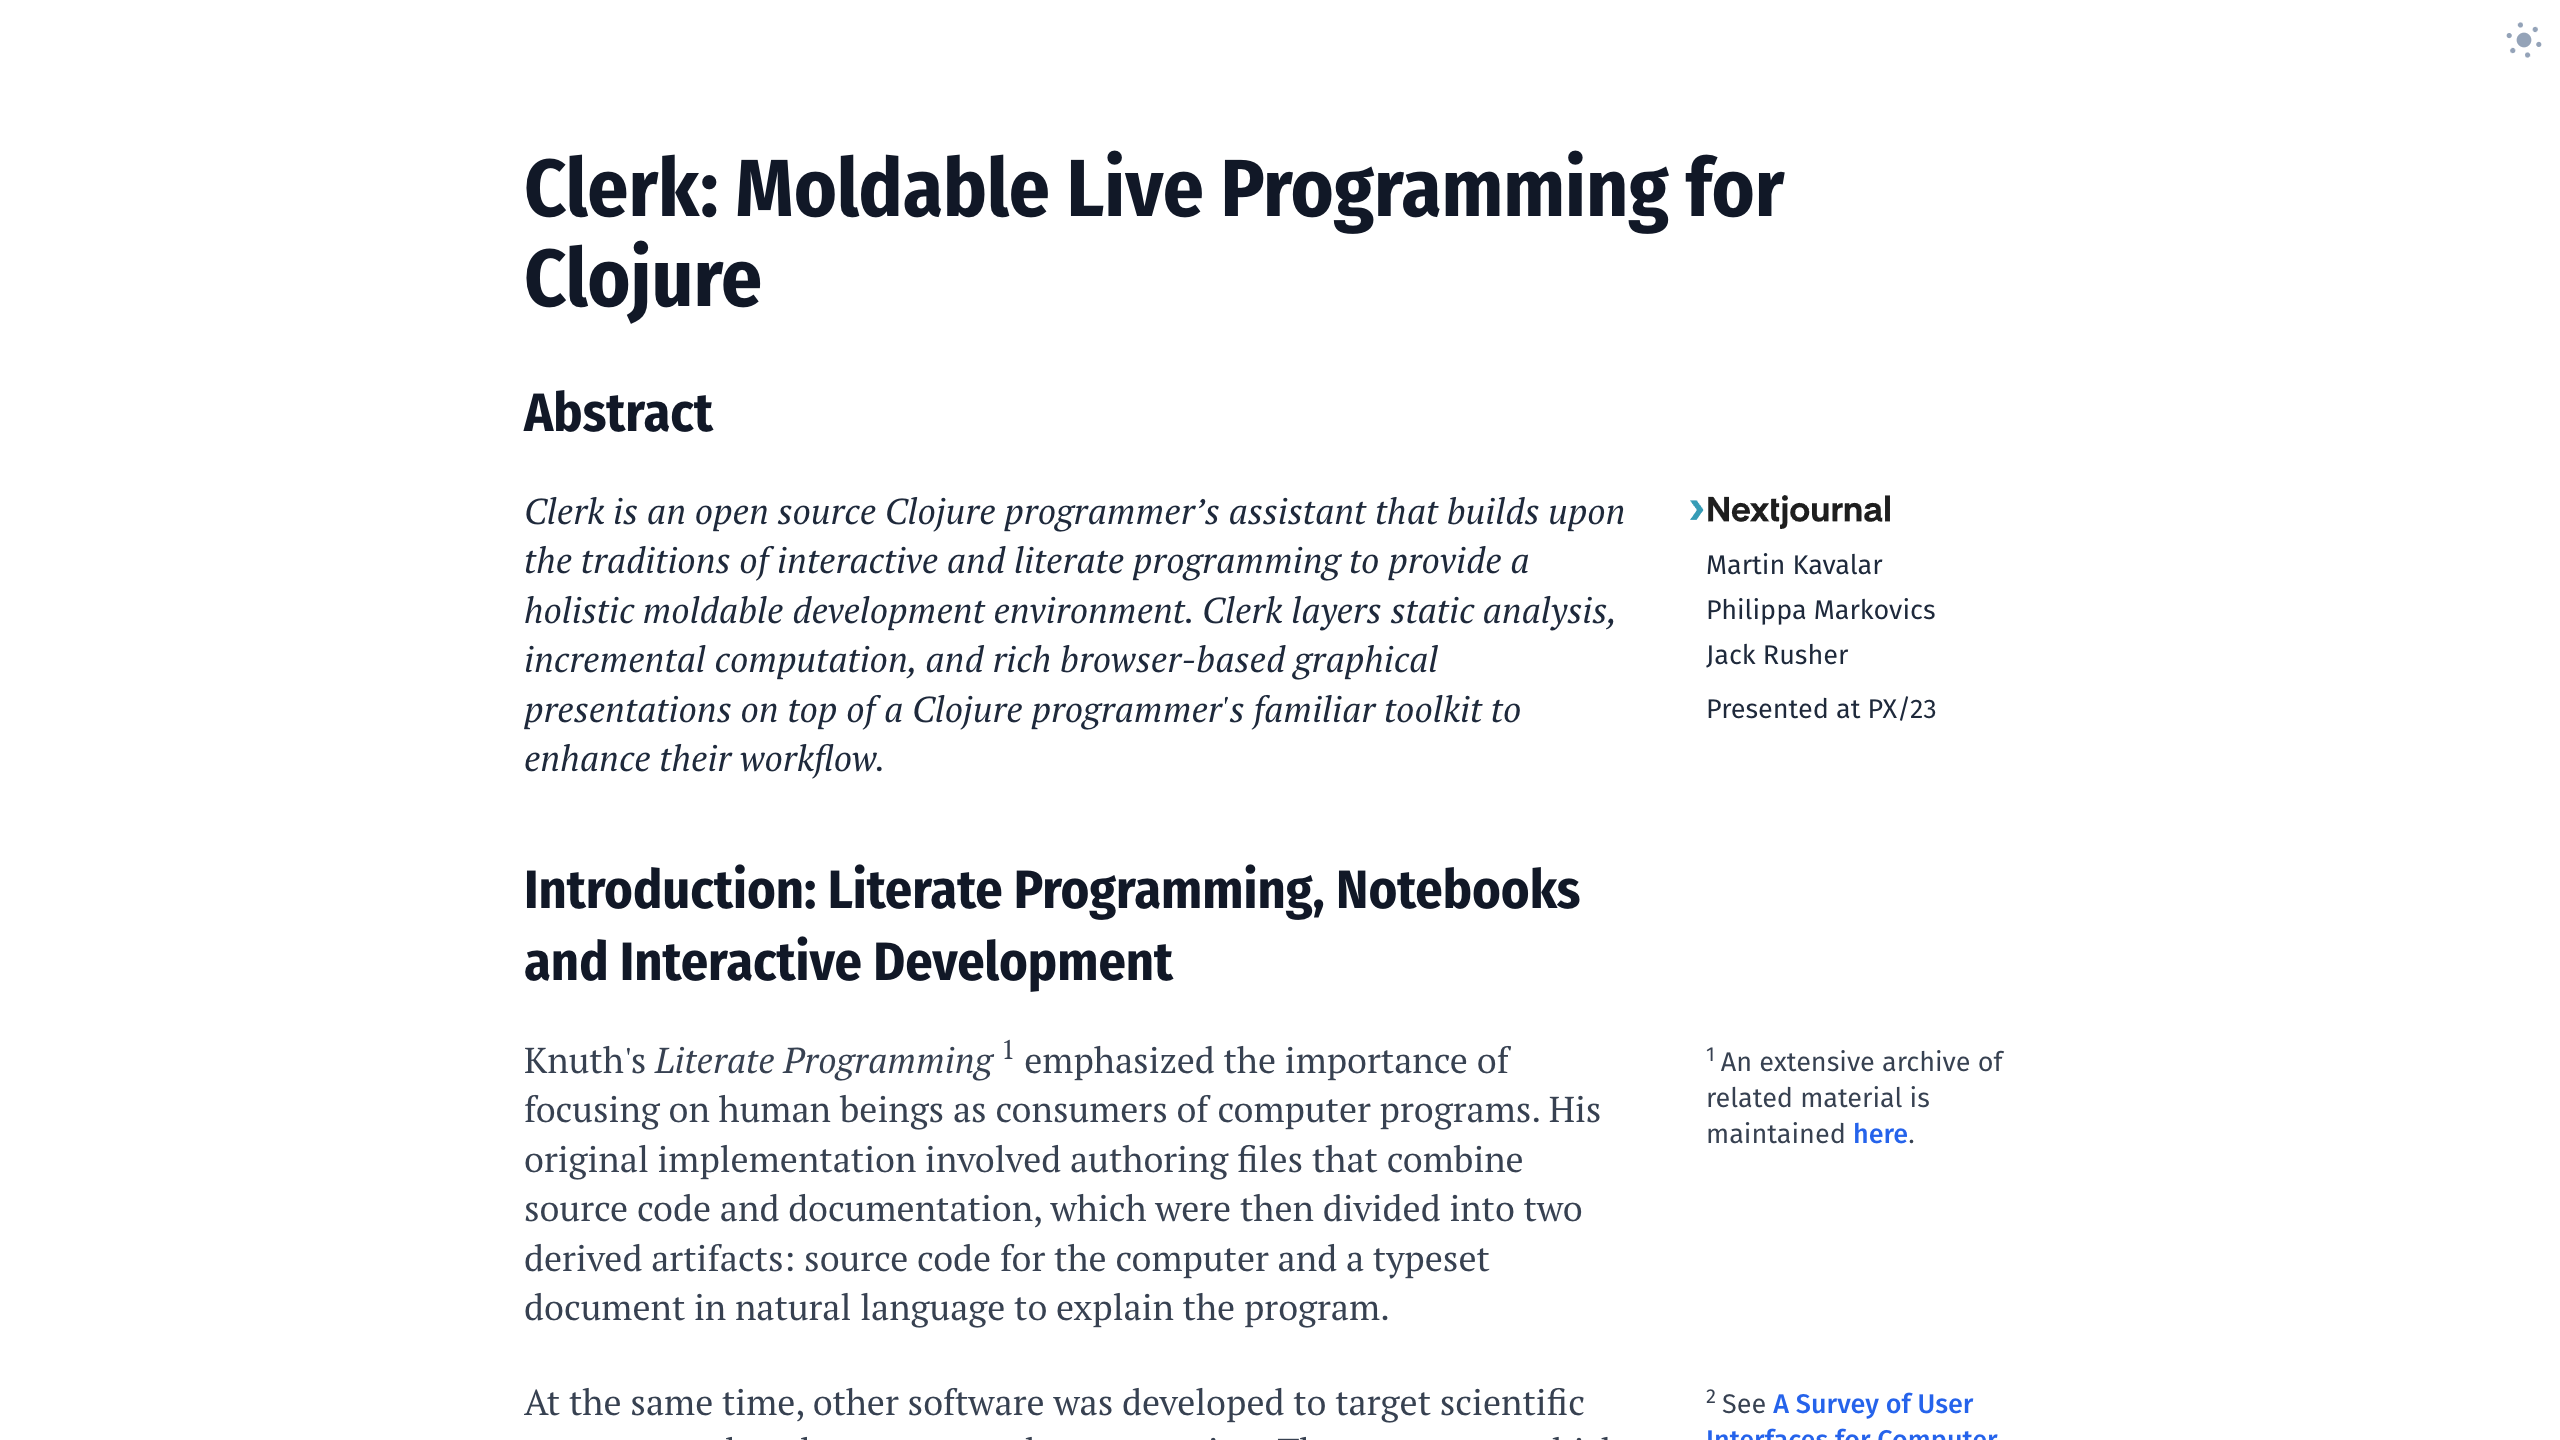 Clerk: Moldable Live Programming for
Clojure
Abstract
Clerk is an open source Clojure programmer’s assistant that builds upon
the traditions of interactive and literate programming to provide a
holistic moldable development environment. Clerk layers static analysis,
incremental computation, and rich browser-based graphical
presentations on top of a Clojure programmer's familiar toolkit to
enhance their workflow.
Nextjournal
Martin Kavalar
Philippa Markovics
Jack Rusher
Presented at PX/23
Introduction: Literate Programming, Notebooks
and Interactive Development
Knuth's Literate Programming 1 emphasized the importance of
focusing on human beings as consumers of computer programs. His
original implementation involved authoring files that combine
source code and documentation, which were then divided into two
derived artifacts: source code for the computer and a typeset
document in natural language to explain the program.
1 An extensive archive of
related material is
maintained here.
At the same time, other software was developed to target scientific
2 See A Survey of User
Interfaces for Computer